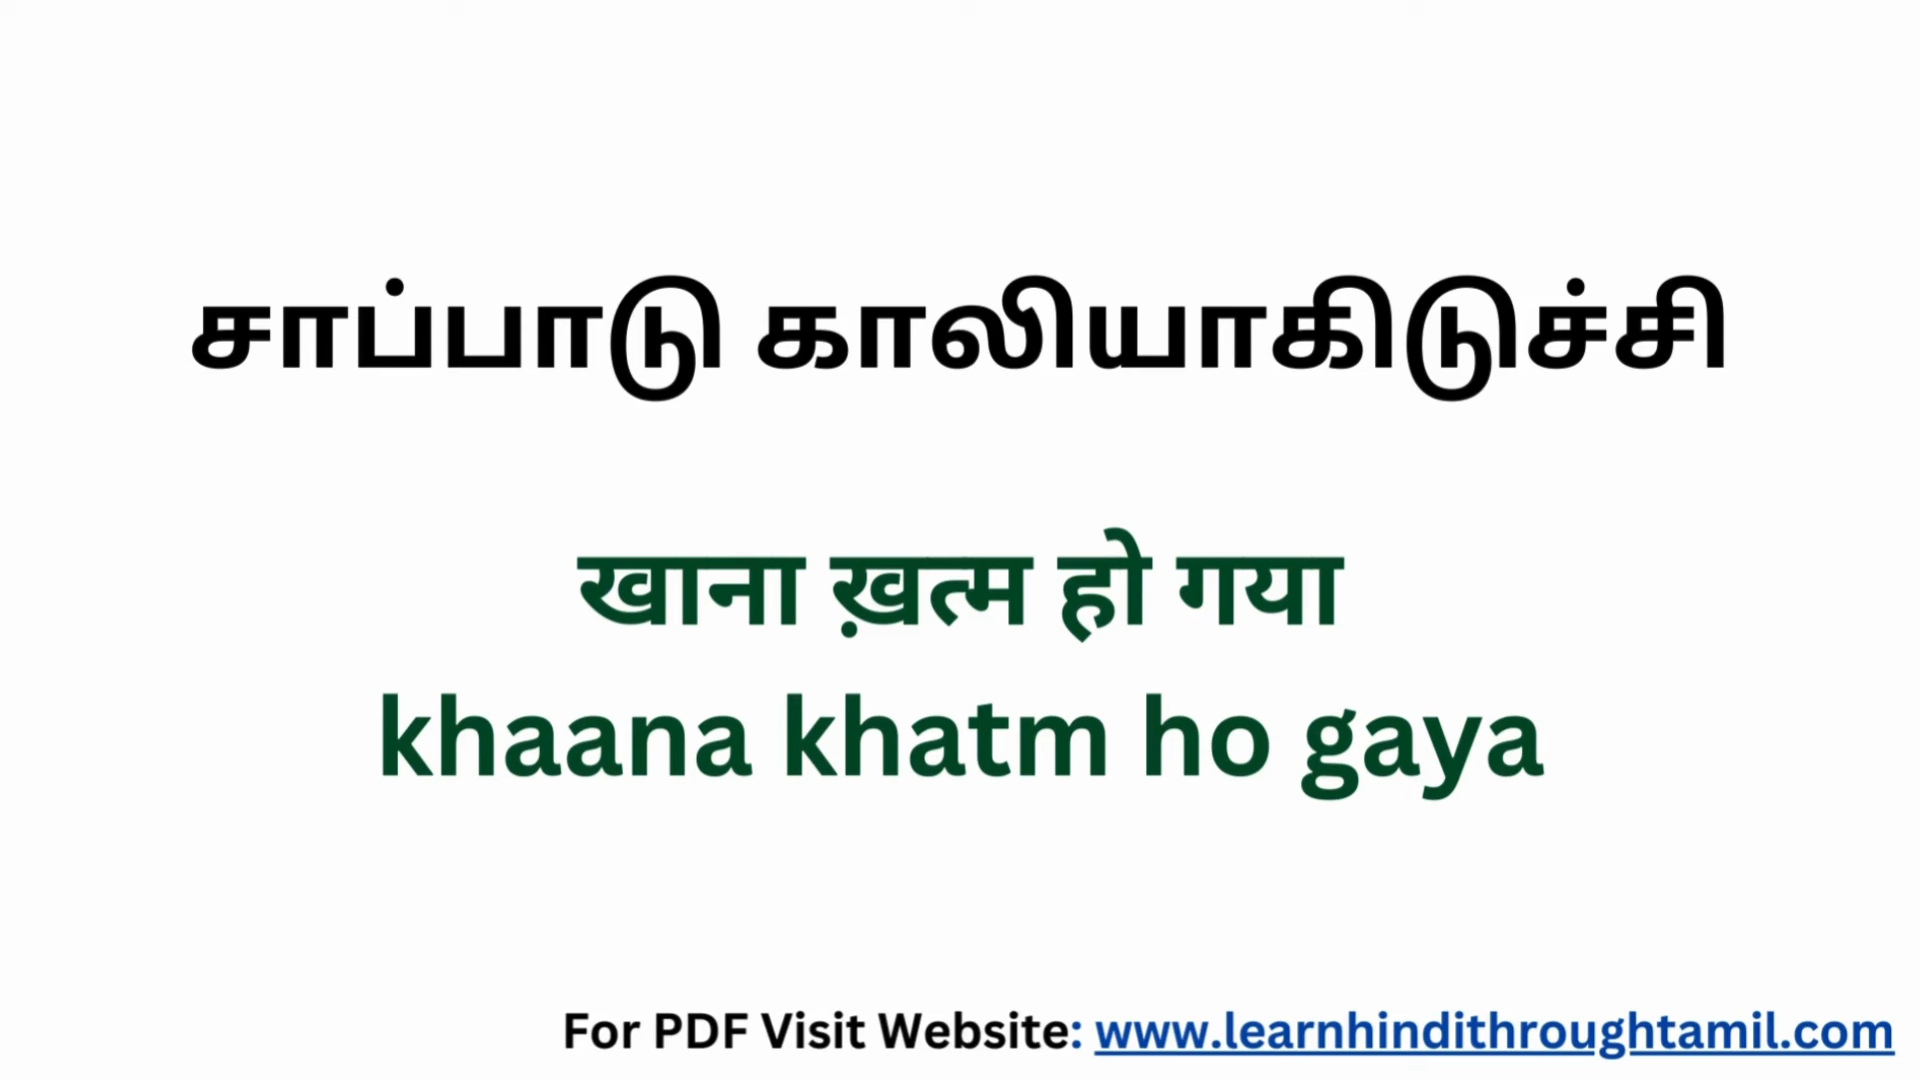 சாப்பாடு காலியாகிடுச்சி
खाना ख़त्म हो गया
khaana khatm ho gaya
For PDF Visit Website: www.learnhindithroughtamil.com